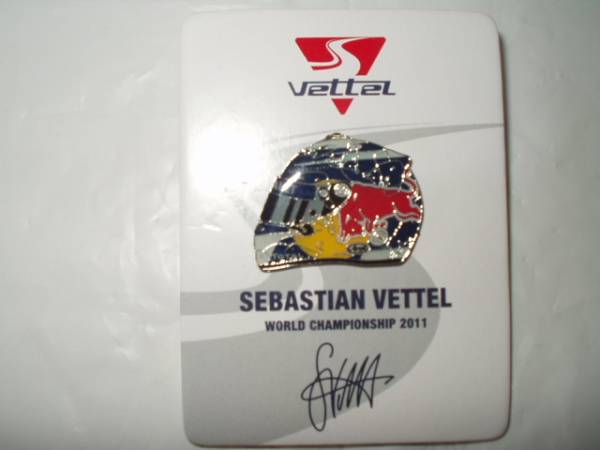 vettel
SEBASTIAN VETTEL
WORLD CHAMPIONSHIP 2011